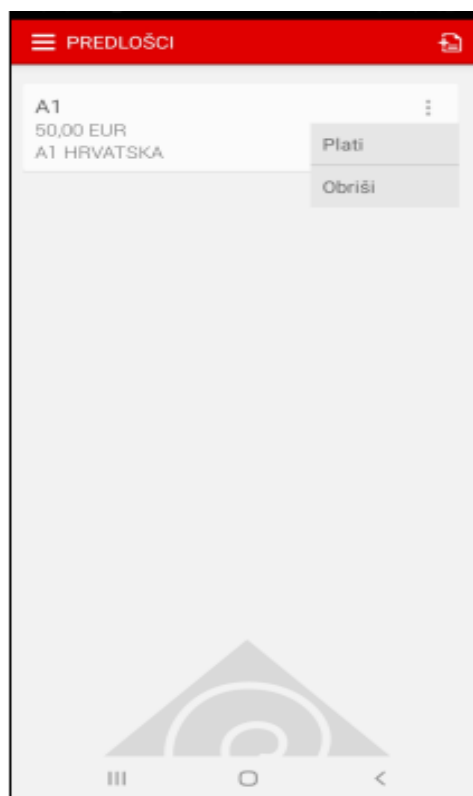 PREDLOŠCI
A1
50,00 EUR
A1 HRVATSKA
Plati
Obriši